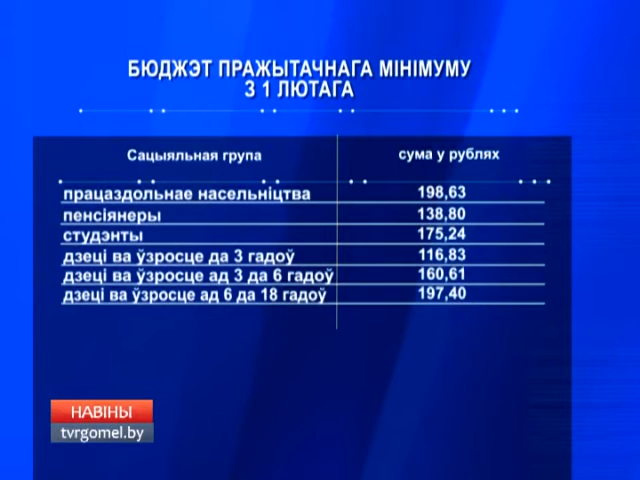 БЮДЖЭТ ПРАЖЫТАЧНАГА МІНІМУМУ
З 1 ЛЮТАГА
Сацыяльная група сума у рублях
працаздольнае насельніцтва 198,63
пенсіянеры 138,80
студэнты 175,24
дзеці ва ўзросце да 3 гадоў 116,83
дзеці ва ўзросце ад 3 да 6 гадоў 160,61
дзеці ва ўзросце ад 6 да 18 гадоў 197,40
НАВІНЫ
tvrgomel.by